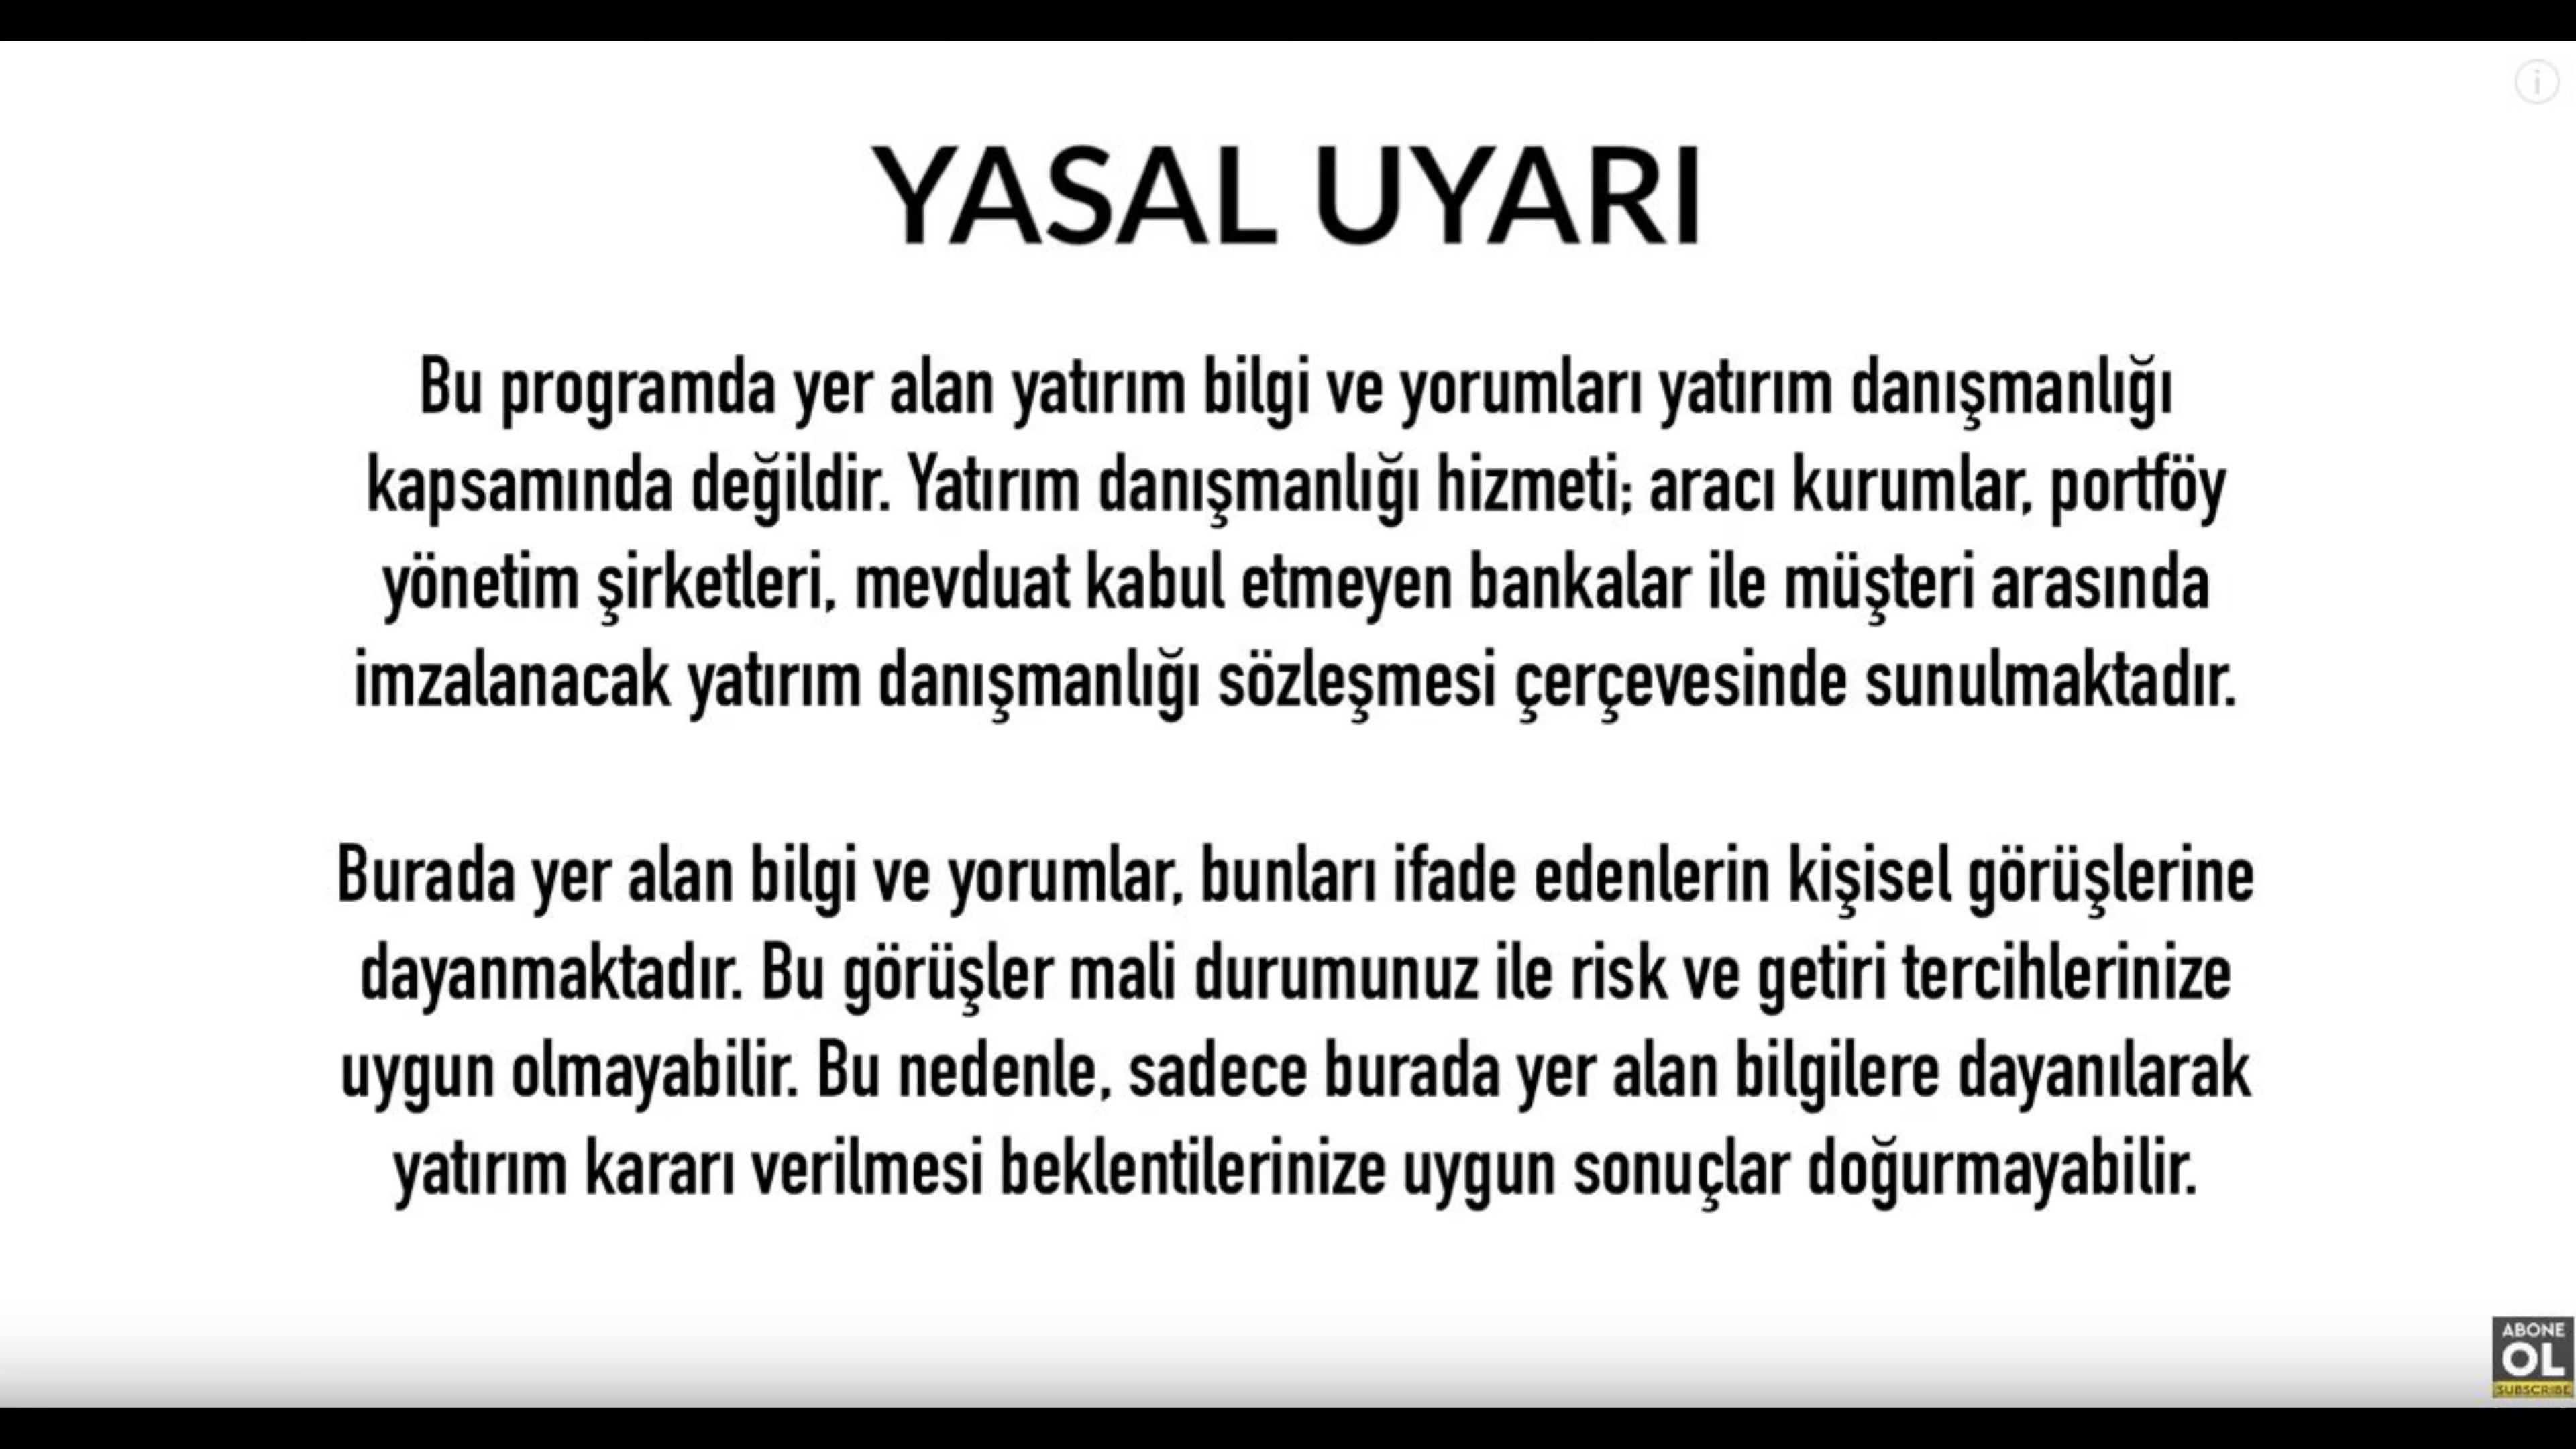 YASAL UYARI
Bu programda yer alan yatırım bilgi ve yorumları yatırım danışmanlığı
kapsamında değildir. Yatırım danışmanlığı hizmeti; aracı kurumlar, portföy
yönetim şirketleri, mevduat kabul etmeyen bankalar ile müşteri arasında
imzalanacak yatırım danışmanlığı sözleşmesi çerçevesinde sunulmaktadır.
Burada yer alan bilgi ve yorumlar, bunları ifade edenlerin kişisel görüşlerine
dayanmaktadır. Bu görüşler mali durumunuz ile risk ve getiri tercihlerinize
uygun olmayabilir. Bu nedenle, sadece burada yer alan bilgilere dayanılarak
yatırım kararı verilmesi beklentilerinize uygun sonuçlar doğurmayabilir.
ABONE
OL
SUBSCRIBE